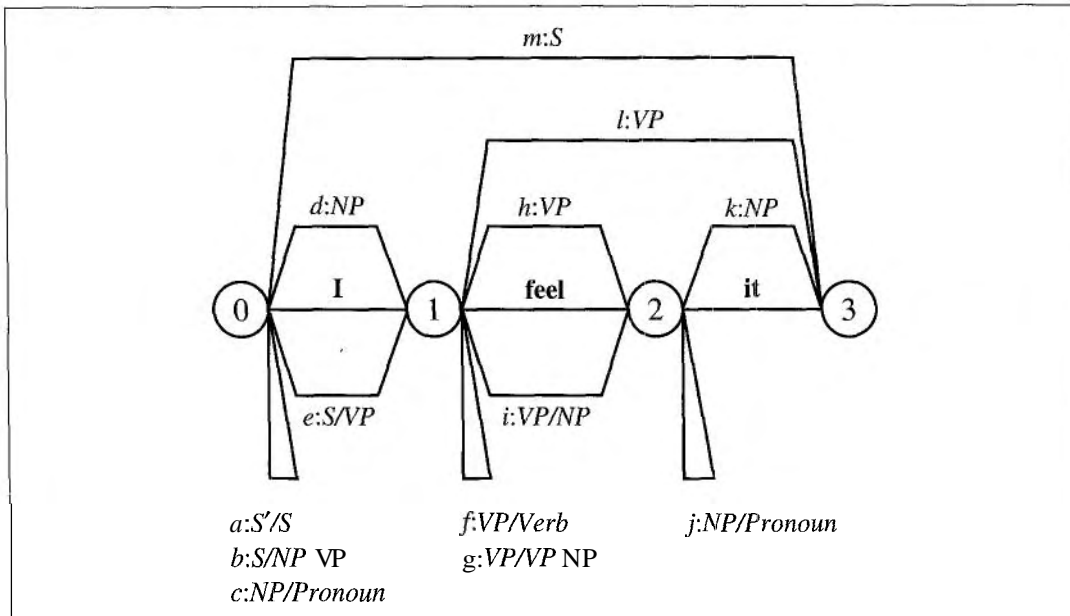 m:S
l:VP
d:NP h:VP k:NP
0 I 1 feel 2 it 3
e:S/VP i:VP/NP
a:S'/S f:VP/Verb j:NP/Pronoun
b:S/NP VP g:VP/VP NP
c:NP/Pronoun